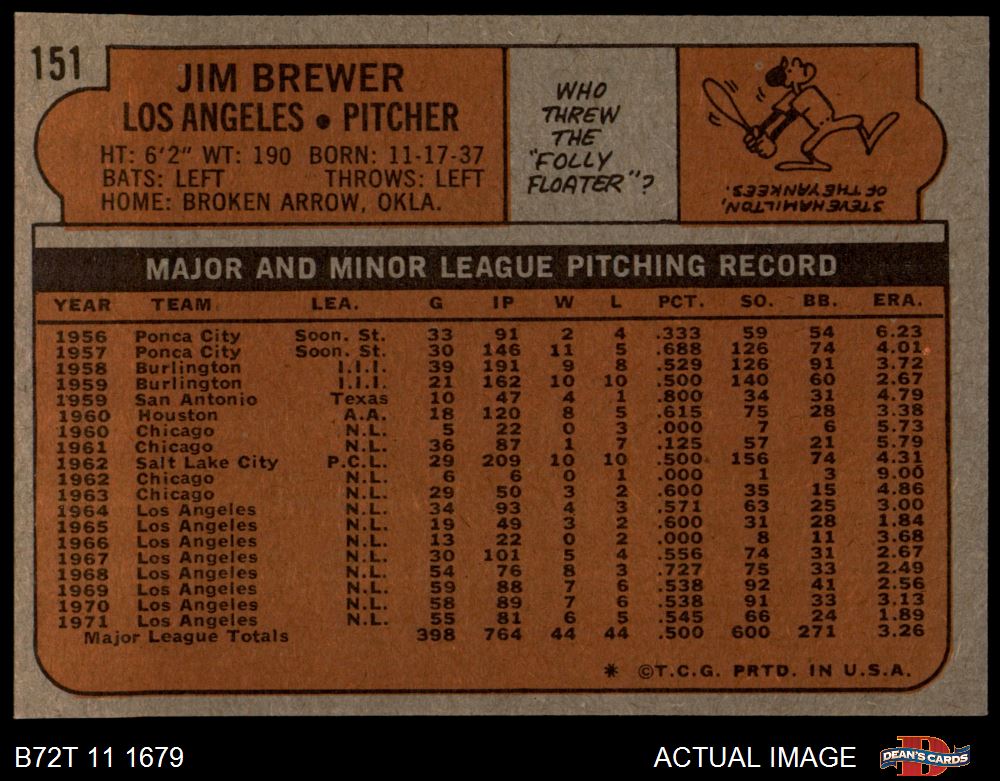 151
JIM BREWER
LOS ANGELES • PITCHER
HT: 6'2" WT: 190 BORN: 11-17-37
BATS: LEFT THROWS: LEFT
HOME: BROKEN ARROW, OKLA.
WHO
THREW
THE
"FOLLY
FLOATER"?
STEVE HAMILTON,
OF THE YANKEES.
MAJOR AND MINOR LEAGUE PITCHING RECORD
YEAR TEAM LEA. G IP W L PCT. SO. BB. ERA.
1956 Ponca City Soon. St. 33 91 2 4 .333 59 54 6.23
1957 Ponca City Soon. St. 30 146 11 5 .688 126 74 4.01
1958 Burlington I.I.I. 39 191 9 8 .529 126 91 3.72
1959 Burlington I.I.I. 21 162 10 10 .500 140 60 2.67
1959 San Antonio Texas 10 47 4 1 .800 34 31 4.79
1960 Houston A.A. 18 120 8 5 .615 75 28 3.38
1960 Chicago N.L. 5 22 0 3 .000 7 6 5.73
1961 Chicago N.L. 36 87 1 7 .125 57 21 5.79
1962 Salt Lake City P.C.L. 29 209 10 10 .500 156 74 4.31
1962 Chicago N.L. 6 6 0 1 .000 1 3 9.00
1963 Chicago N.L. 29 50 3 2 .600 35 15 4.86
1964 Los Angeles N.L. 34 93 4 3 .571 63 25 3.00
1965 Los Angeles N.L. 19 49 3 2 .600 31 28 1.84
1966 Los Angeles N.L. 13 22 0 2 .000 8 11 3.68
1967 Los Angeles N.L. 30 101 5 4 .556 74 31 2.67
1968 Los Angeles N.L. 54 76 8 3 .727 75 33 2.49
1969 Los Angeles N.L. 59 88 7 6 .538 92 41 2.56
1970 Los Angeles N.L. 58 89 7 6 .538 91 33 3.13
1971 Los Angeles N.L. 55 81 6 5 .545 66 24 1.89
Major League Totals 398 764 44 44 .500 600 271 3.26
* ©T.C.G. PRTD. IN U.S.A.
B72T 11 1679
ACTUAL IMAGE
DEAN'S CARDS